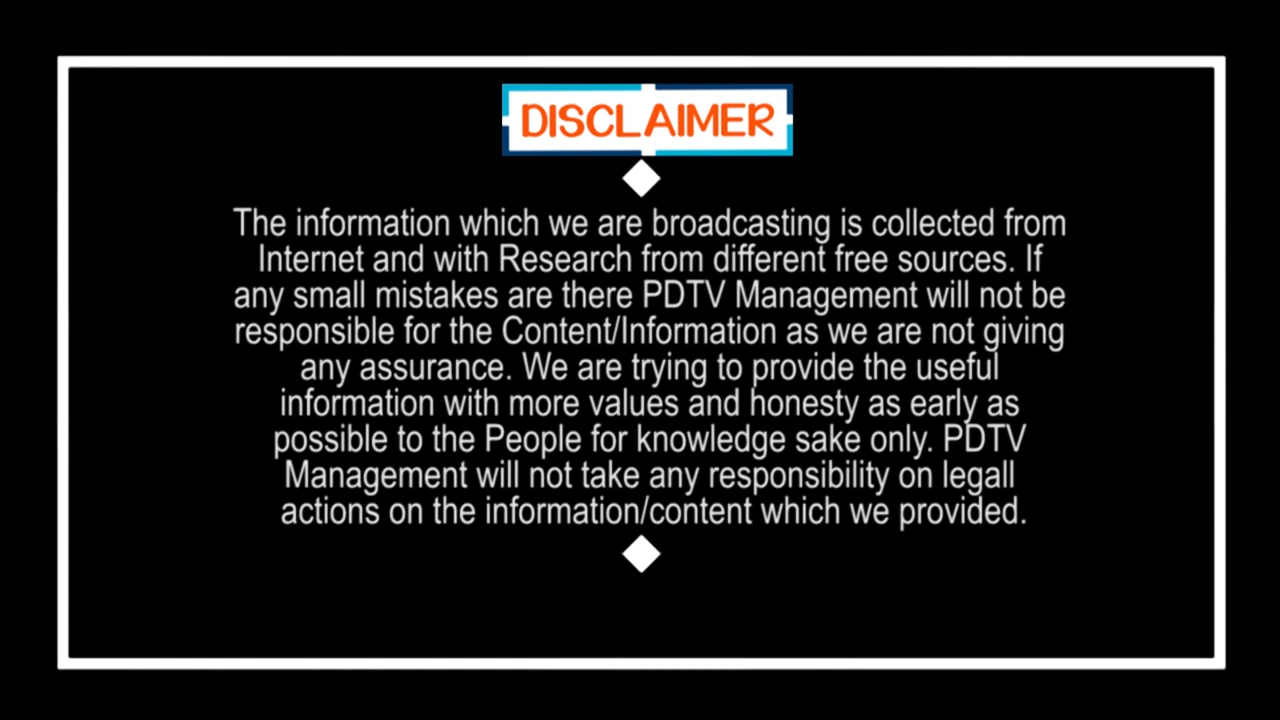 DISCLAIMER
The information which we are broadcasting is collected from
Internet and with Research from different free sources. If
any small mistakes are there PDTV Management will not be
responsible for the Content/Information as we are not giving
any assurance. We are trying to provide the useful
information with more values and honesty as early as
possible to the People for knowledge sake only. PDTV
Management will not take any responsibility on legall
actions on the information/content which we provided.